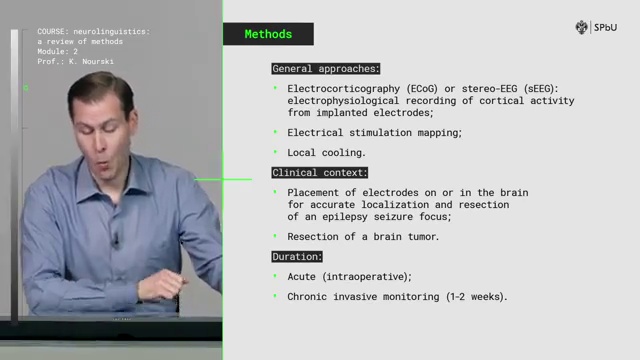 COURSE: neurolinguistics:
a review of methods
Module: 2
Prof.: K. Nourski
Methods
SPbU
General approaches:
Electrocorticography (ECoG) or stereo-EEG (sEEG):
electrophysiological recording of cortical activity
from implanted electrodes;
Electrical stimulation mapping;
Local cooling.
Clinical context:
Placement of electrodes on or in the brain
for accurate localization and resection
of an epilepsy seizure focus;
Resection of a brain tumor.
Duration:
Acute (intraoperative);
Chronic invasive monitoring (1-2 weeks).